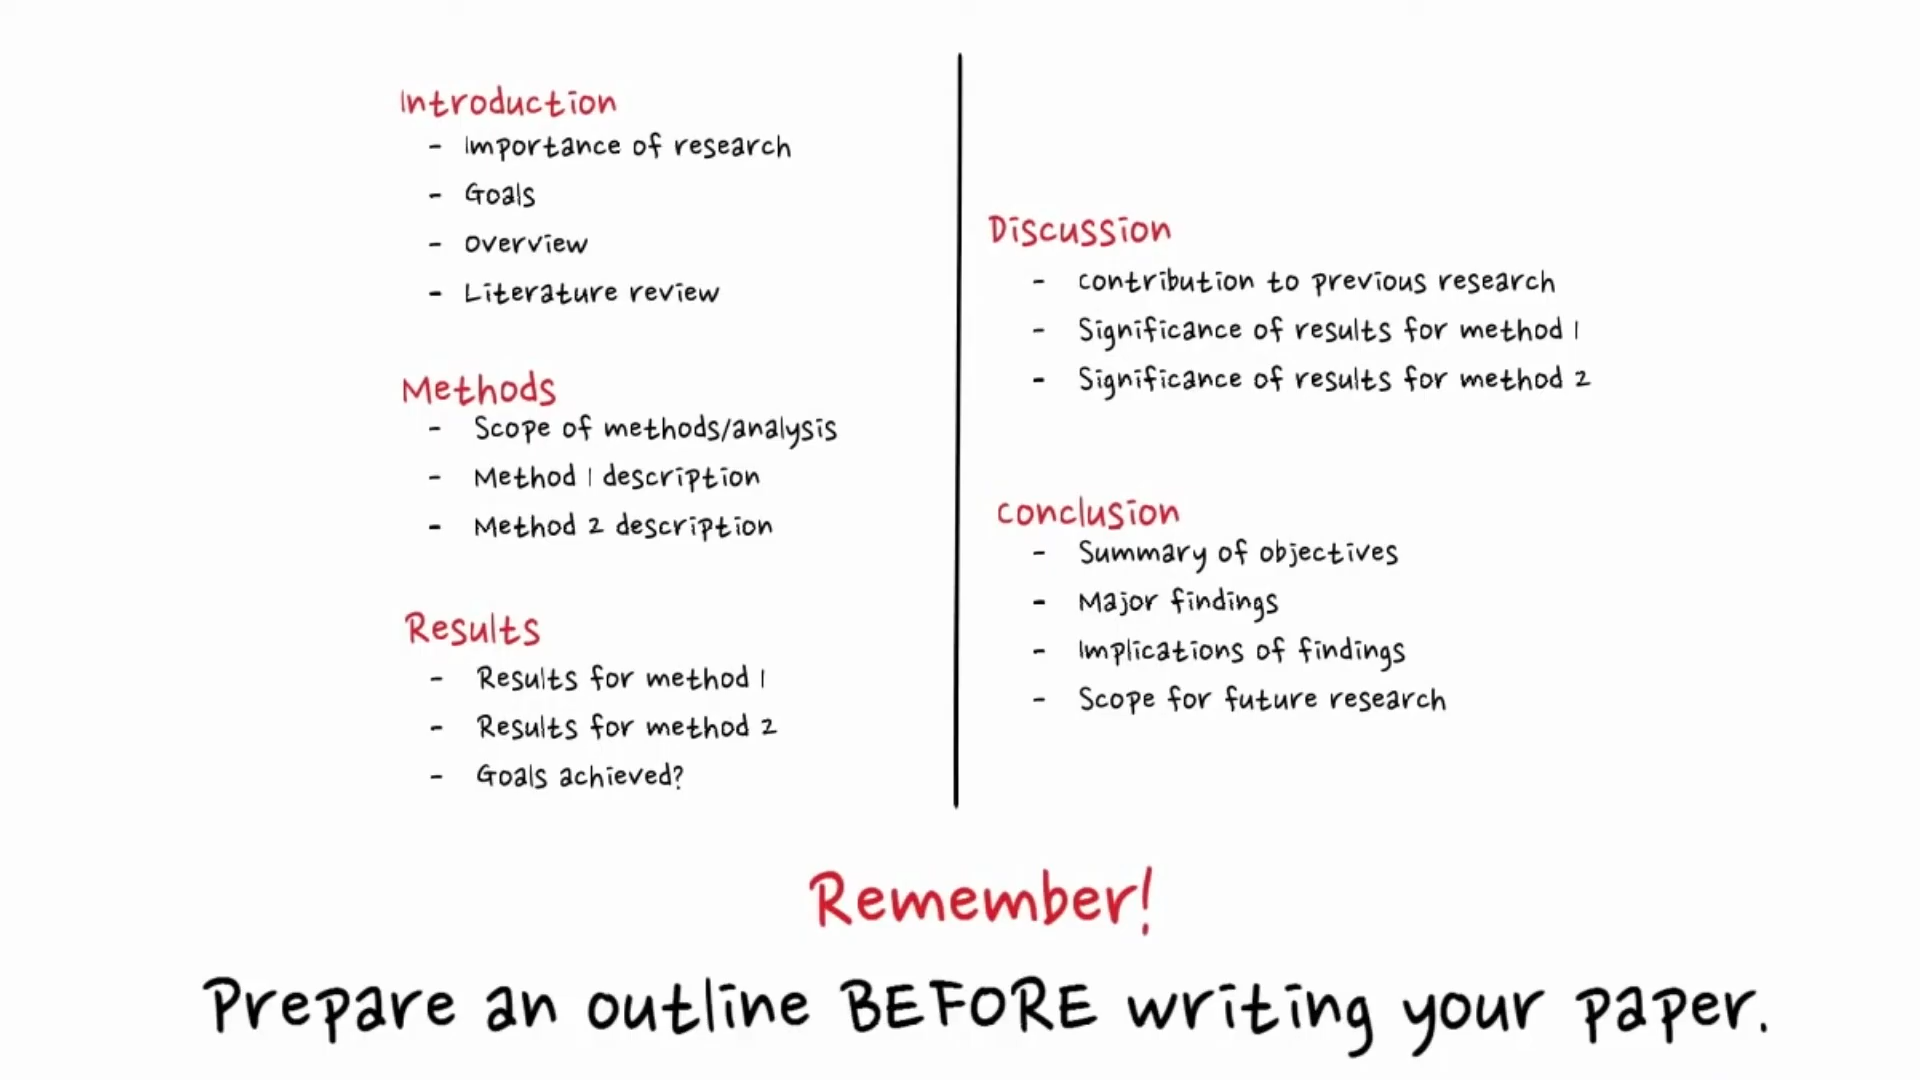 Introduction
- Importance of research
- Goals
- Overview
- Literature review
Methods
- Scope of methods/analysis
- Method 1 description
- Method 2 description
Results
- Results for method 1
- Results for method 2
- Goals achieved?
Discussion
- Contribution to previous research
- Significance of results for method 1
- Significance of results for method 2
Conclusion
- Summary of objectives
- Major findings
- Implications of findings
- Scope for future research
Remember!
Prepare an outline BEFORE writing your paper.